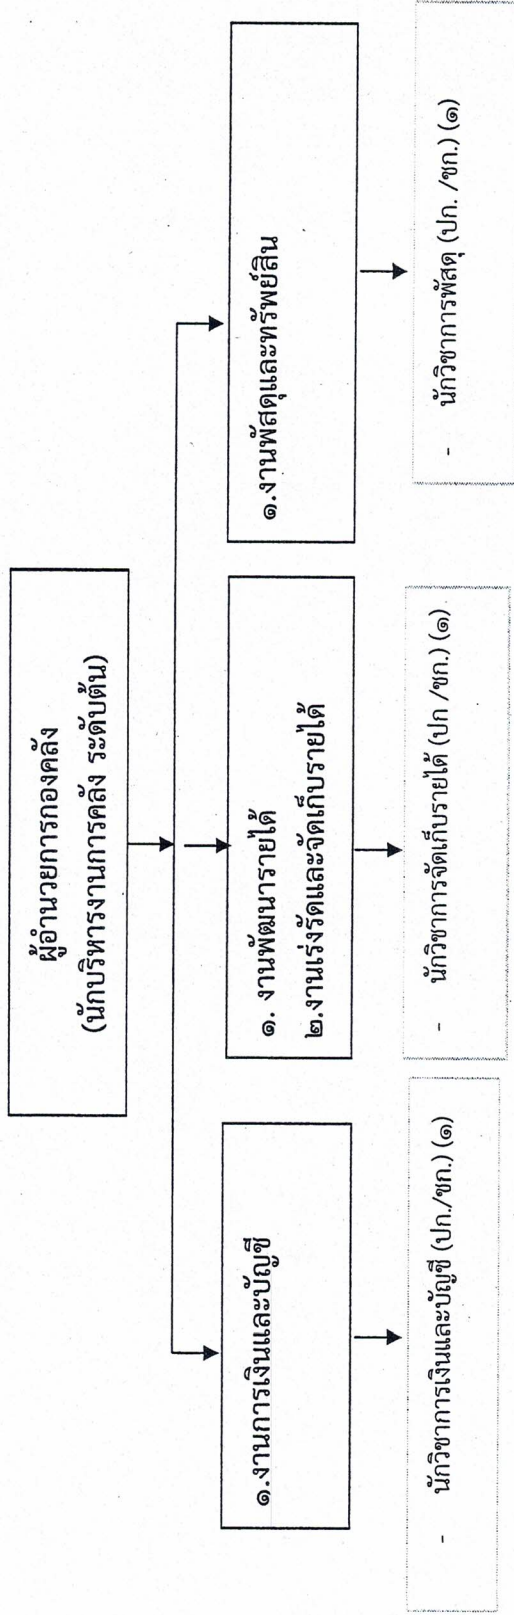 ผู้อำนวยการกองคลัง
(นักบริหารงานการคลัง ระดับต้น)
๑.งานการเงินและบัญชี
๑. งานพัฒนารายได้
๒.งานเร่งรัดและจัดเก็บรายได้
๑.งานพัสดุและทรัพย์สิน
- นักวิชาการเงินและบัญชี (ปก./ชก.) (๑)
- นักวิชาการจัดเก็บรายได้ (ปก /ชก.) (๑)
- นักวิชาการพัสดุ (ปก. /ชก.) (๑)